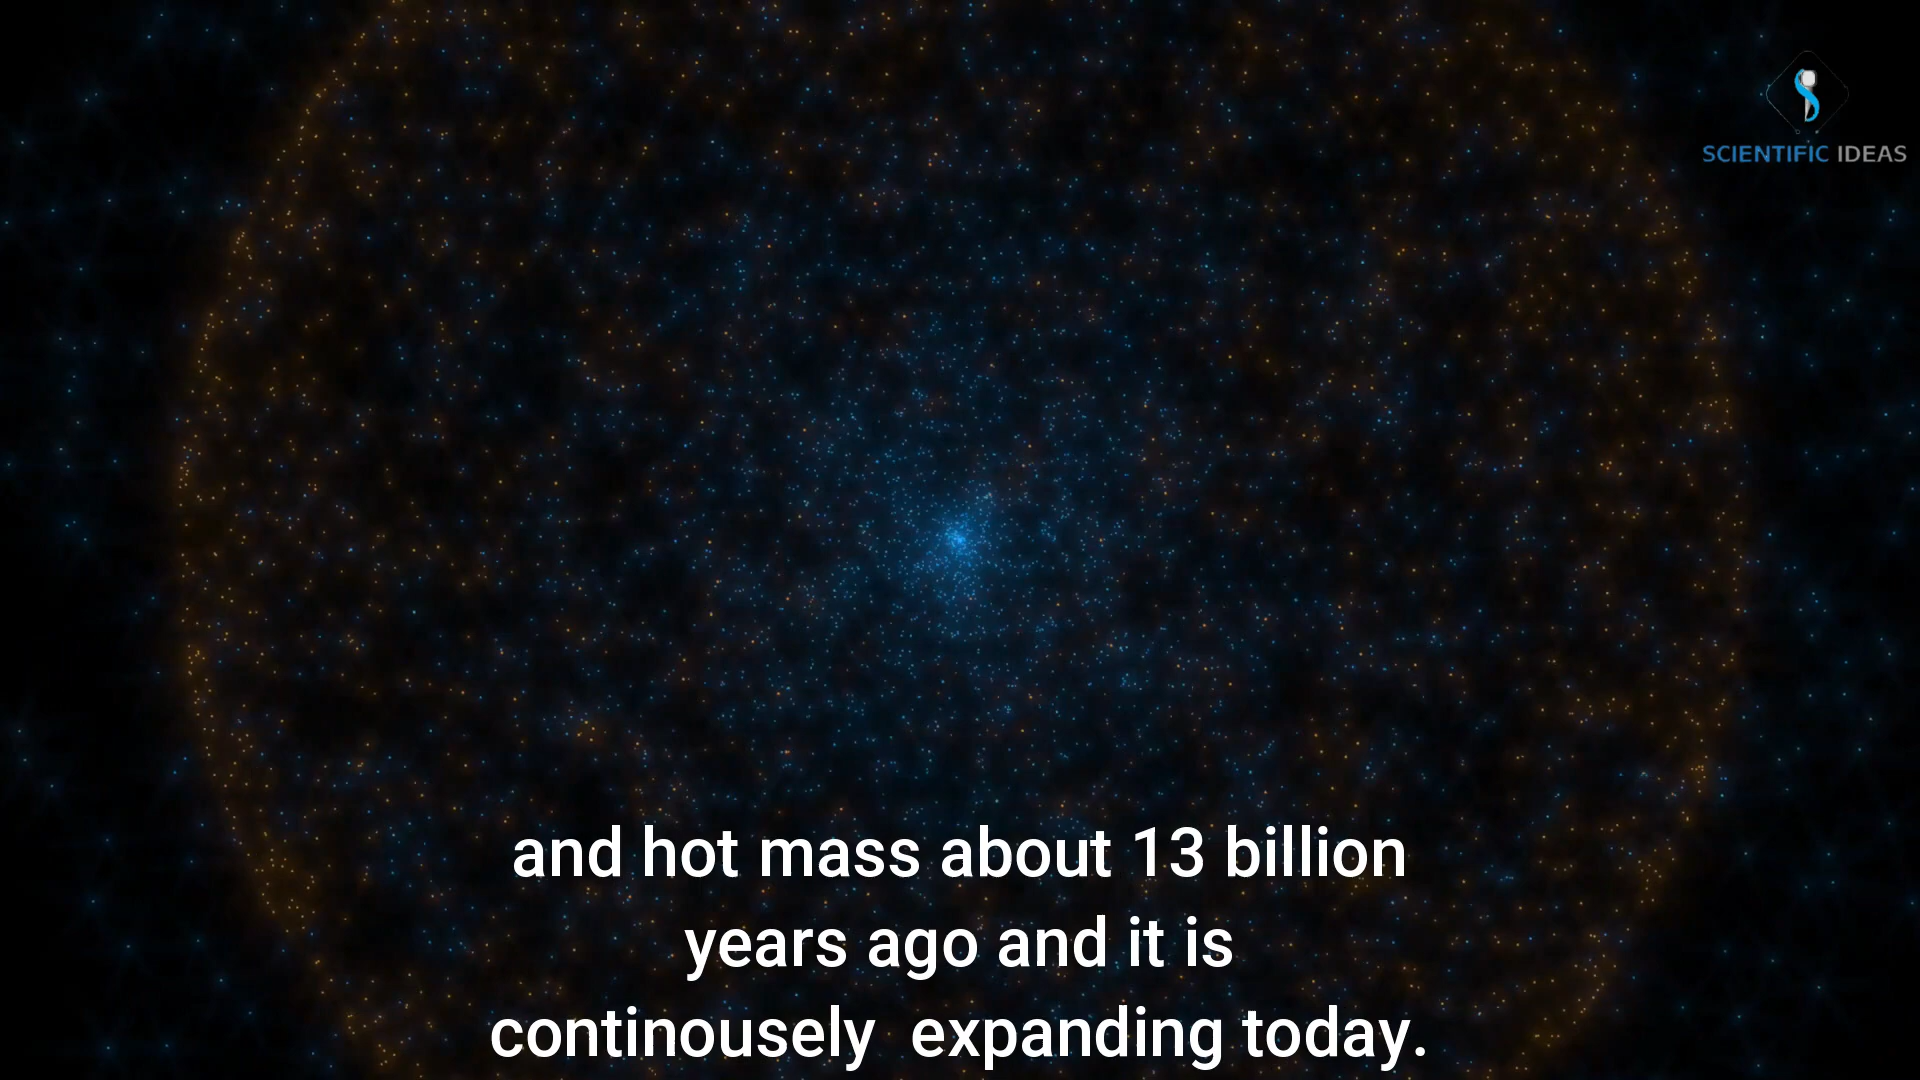 SCIENTIFIC IDEAS
and hot mass about 13 billion
years ago and it is
continousely  expanding today.